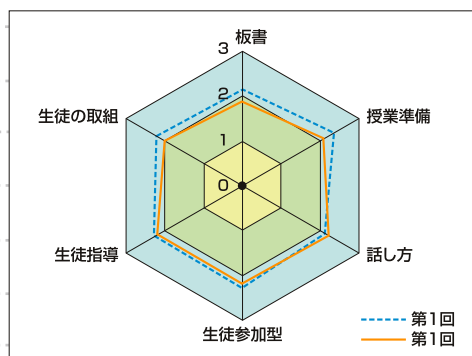 板書
3
2
1
0
授業準備
話し方
生徒参加型
生徒指導
生徒の取組
第1回
第1回